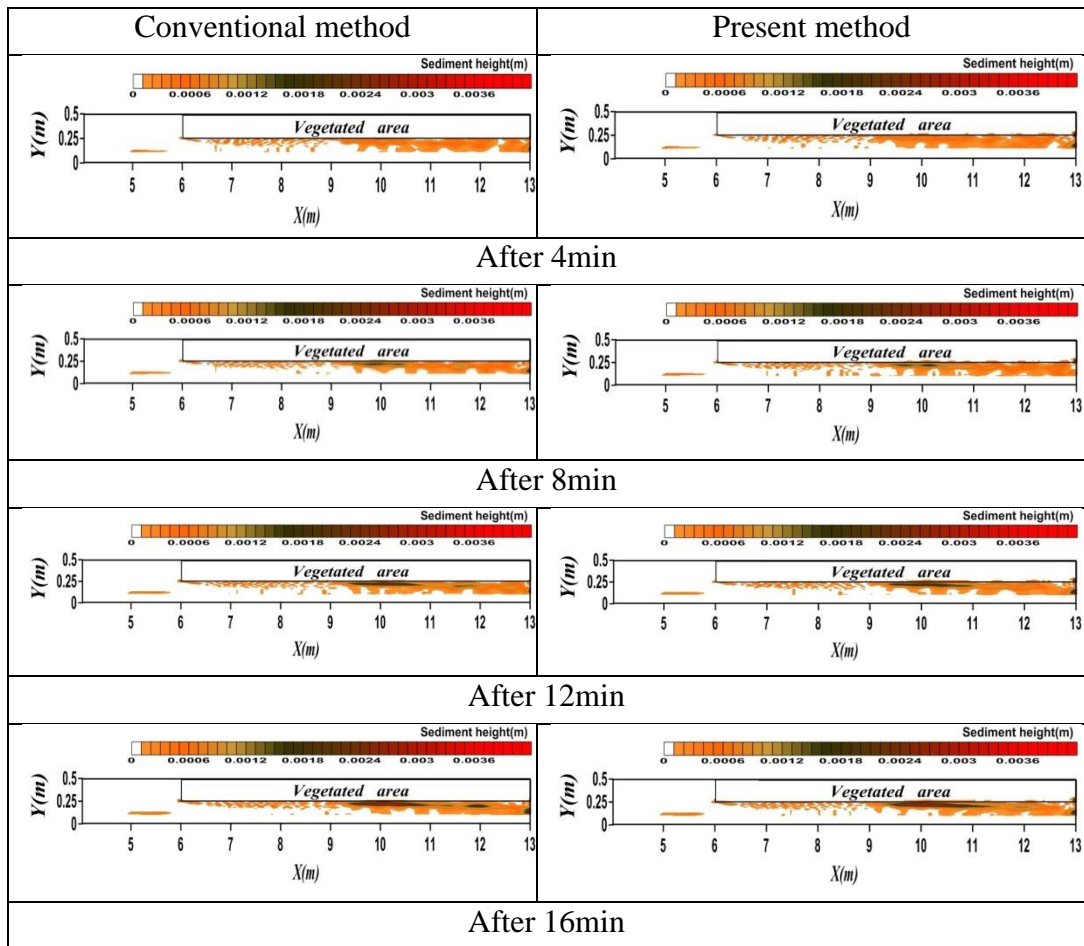 Conventional method
Present method
Sediment height(m)
0 0.0006 0.0012 0.0018 0.0024 0.003 0.0036
Y(m)
0.5
0.25
0
Vegetated area
5 6 7 8 9 10 11 12 13
X(m)
Sediment height(m)
0 0.0006 0.0012 0.0018 0.0024 0.003 0.0036
Y(m)
0.5
0.25
0
Vegetated area
5 6 7 8 9 10 11 12 13
X(m)
After 4min
Sediment height(m)
0 0.0006 0.0012 0.0018 0.0024 0.003 0.0036
Y(m)
0.5
0.25
0
Vegetated area
5 6 7 8 9 10 11 12 13
X(m)
Sediment height(m)
0 0.0006 0.0012 0.0018 0.0024 0.003 0.0036
Y(m)
0.5
0.25
0
Vegetated area
5 6 7 8 9 10 11 12 13
X(m)
After 8min
Sediment height(m)
0 0.0006 0.0012 0.0018 0.0024 0.003 0.0036
Y(m)
0.5
0.25
0
Vegetated area
5 6 7 8 9 10 11 12 13
X(m)
Sediment height(m)
0 0.0006 0.0012 0.0018 0.0024 0.003 0.0036
Y(m)
0.5
0.25
0
Vegetated area
5 6 7 8 9 10 11 12 13
X(m)
After 12min
Sediment height(m)
0 0.0006 0.0012 0.0018 0.0024 0.003 0.0036
Y(m)
0.5
0.25
0
Vegetated area
5 6 7 8 9 10 11 12 13
X(m)
Sediment height(m)
0 0.0006 0.0012 0.0018 0.0024 0.003 0.0036
Y(m)
0.5
0.25
0
Vegetated area
5 6 7 8 9 10 11 12 13
X(m)
After 16min